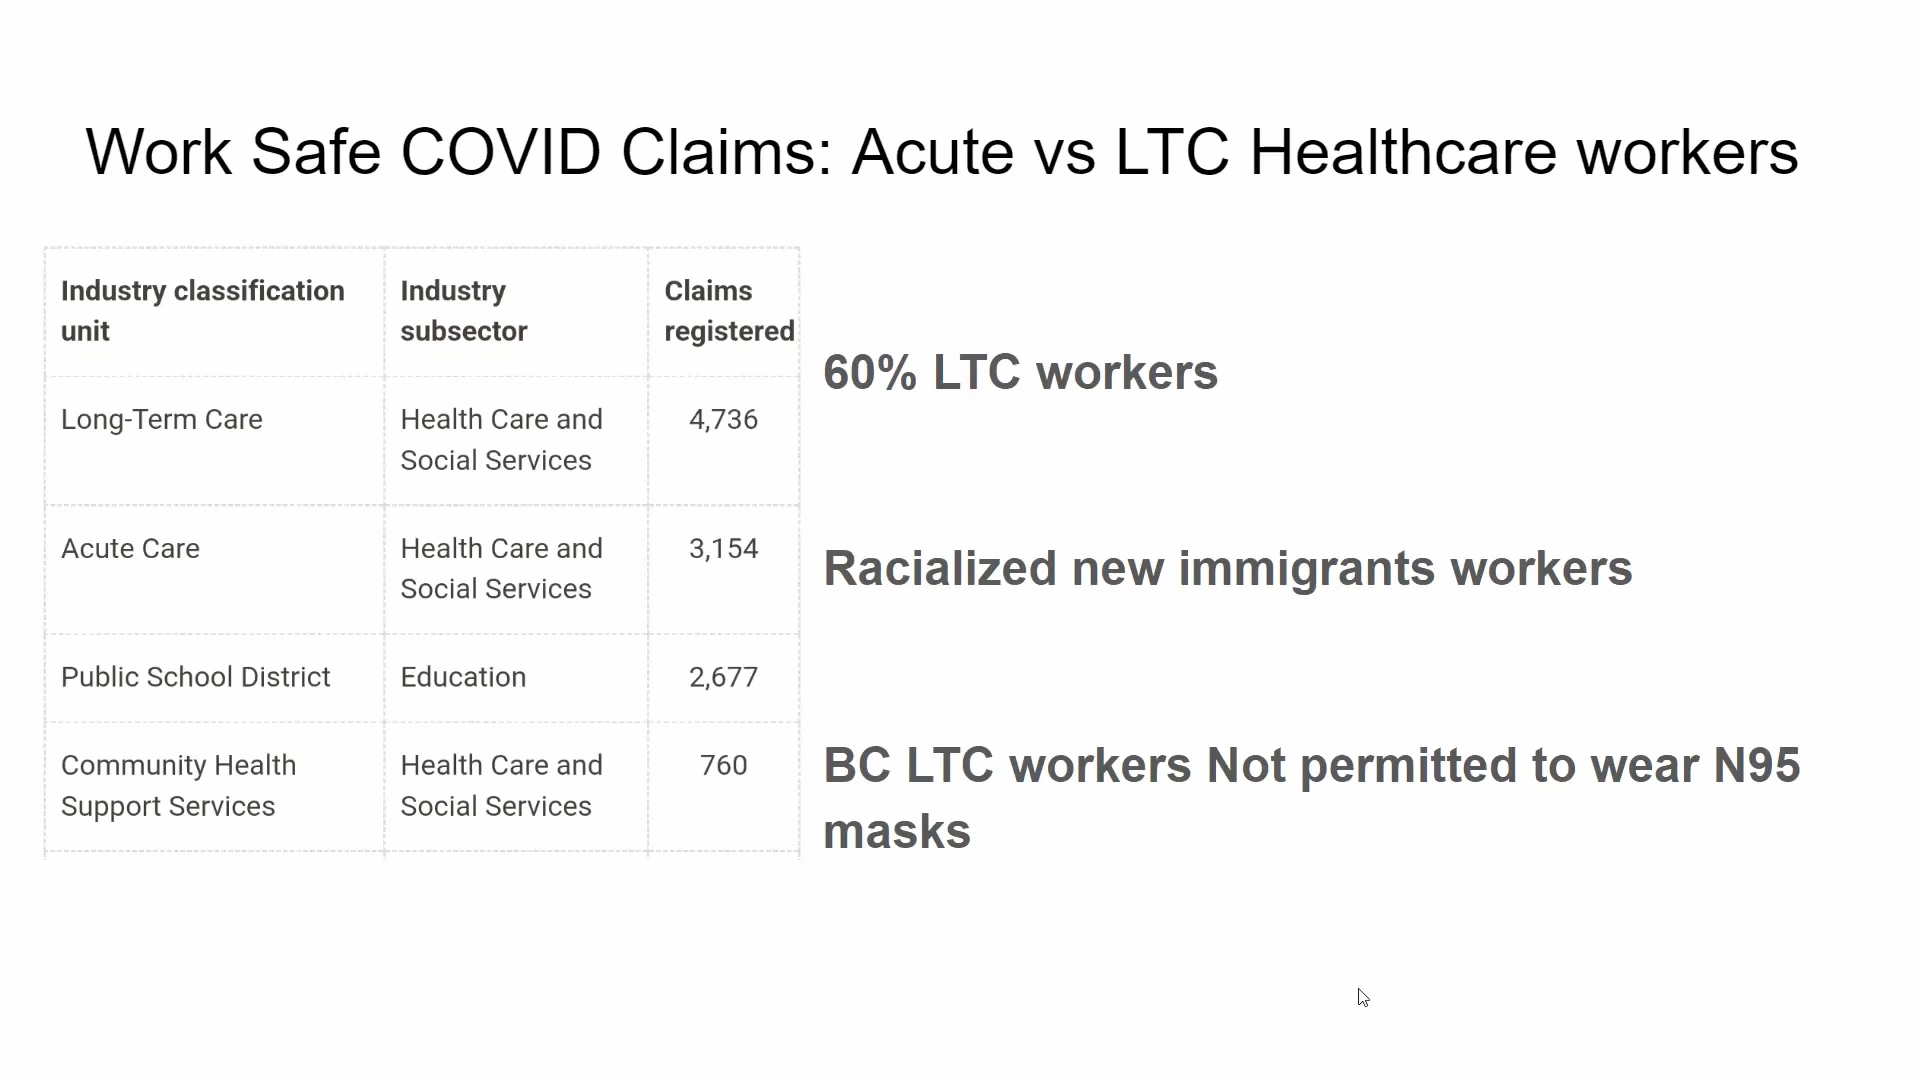 Work Safe COVID Claims: Acute vs LTC Healthcare workers
Industry classification unit
Industry subsector
Claims registered
Long-Term Care
Health Care and Social Services
4,736
Acute Care
Health Care and Social Services
3,154
Public School District
Education
2,677
Community Health Support Services
Health Care and Social Services
760
60% LTC workers
Racialized new immigrants workers
BC LTC workers Not permitted to wear N95
masks